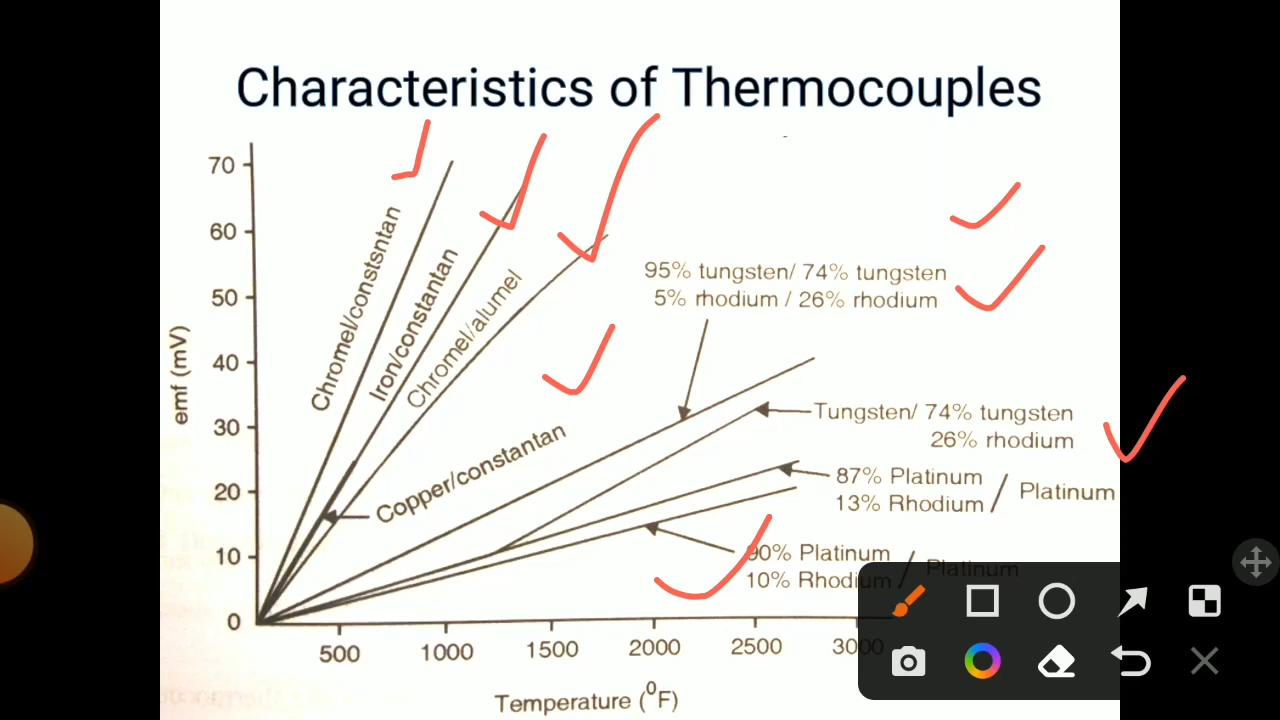 Characteristics of Thermocouples
70
60
50
40
30
20
10
0
emf (mV)
Chromel/constsntan
Iron/constantan
Chromel/alumel
Copper/constantan
95% tungsten/ 74% tungsten
5% rhodium / 26% rhodium
Tungsten/ 74% tungsten
26% rhodium
87% Platinum
13% Rhodium / Platinum
90% Platinum
10% Rhodium / Platinum
500 1000 1500 2000 2500 3000
Temperature (⁰F)